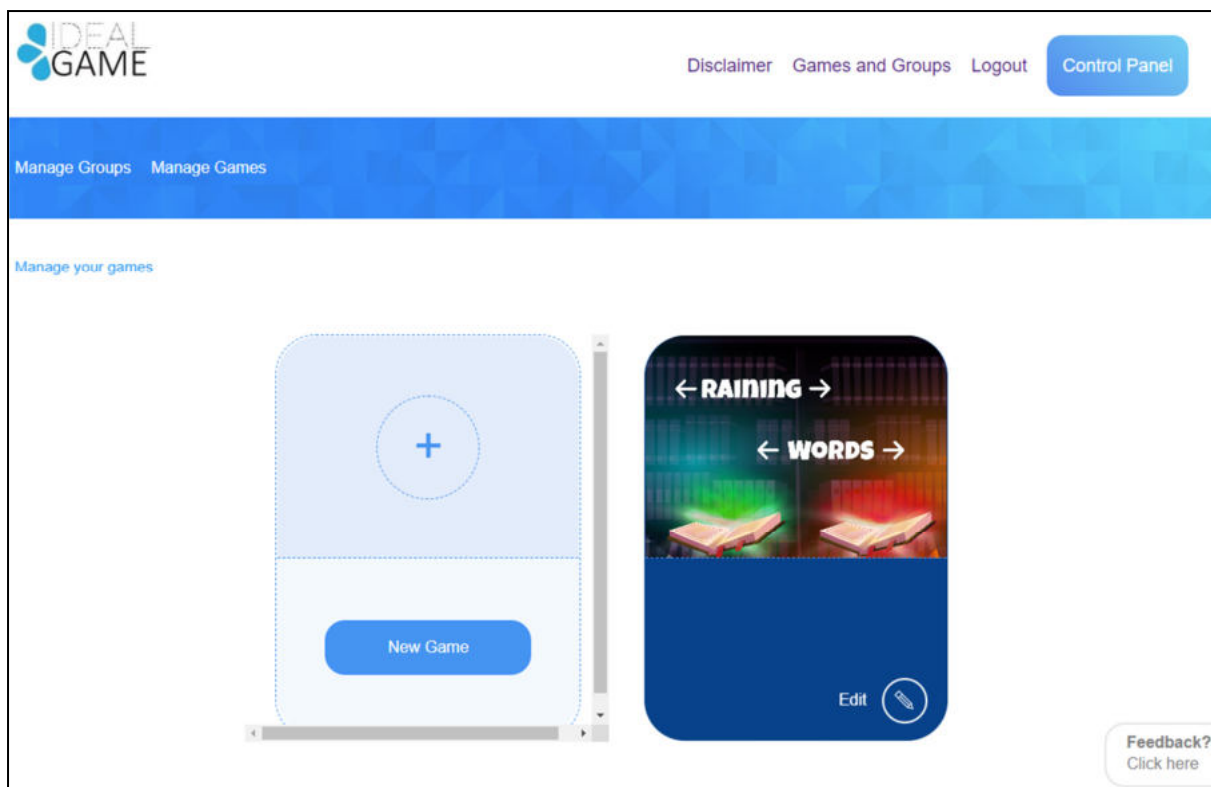 IDEAL
GAME
Disclaimer Games and Groups Logout Control Panel
Manage Groups Manage Games
Manage your games
← RAINING →
← WORDS →
+
New Game
Edit
Feedback?
Click here